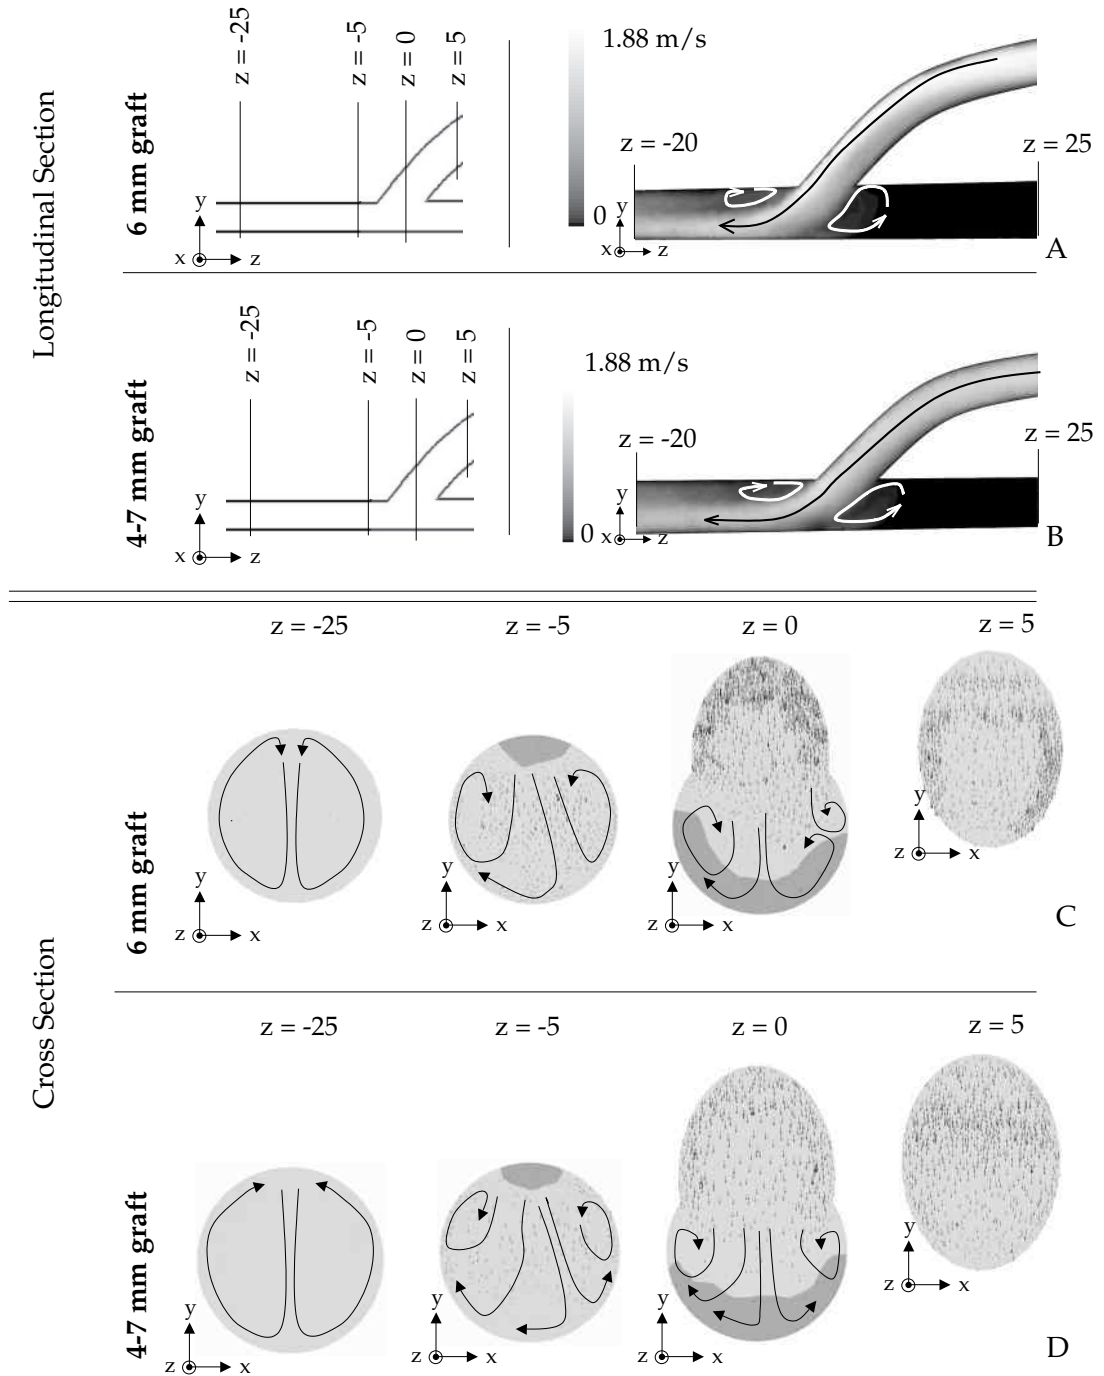 Longitudinal Section
6 mm graft
z = -25
z = -5
z = 0
z = 5
y
x
z
1.88 m/s
0
z = -20
z = 25
y
x
z
A
4-7 mm graft
z = -25
z = -5
z = 0
z = 5
y
x
z
1.88 m/s
0
z = -20
z = 25
y
x
z
B
Cross Section
6 mm graft
z = -25
z = -5
z = 0
z = 5
y
z
x
y
z
x
y
z
x
y
z
x
C
4-7 mm graft
z = -25
z = -5
z = 0
z = 5
y
z
x
y
z
x
y
z
x
y
z
x
D